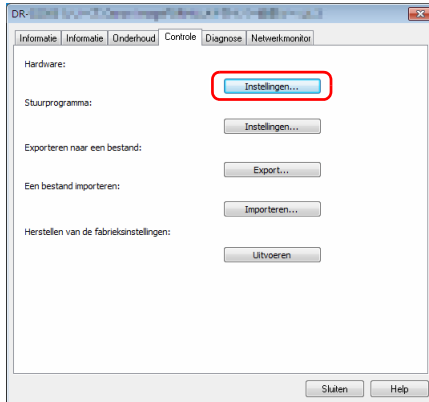 DR-
Informatie Informatie Onderhoud Controle Diagnose Netwerkmonitor
Hardware:
Instellingen...
Stuurprogramma:
Instellingen...
Exporteren naar een bestand:
Export...
Een bestand importeren:
Importeren...
Herstellen van de fabrieksinstellingen:
Uitvoeren
Sluiten Help